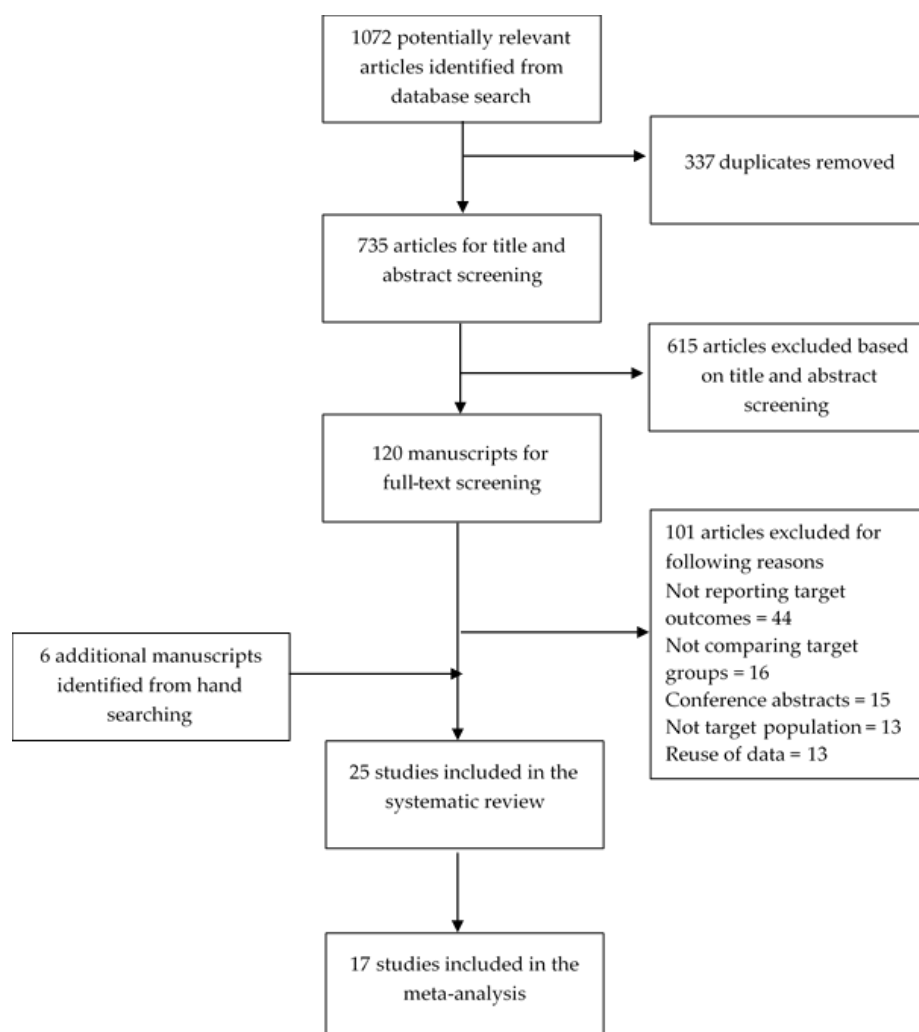 1072 potentially relevant
articles identified from
database search
337 duplicates removed
735 articles for title and
abstract screening
615 articles excluded based
on title and abstract
screening
120 manuscripts for
full-text screening
101 articles excluded for
following reasons
Not reporting target
outcomes = 44
Not comparing target
groups = 16
Conference abstracts = 15
Not target population = 13
Reuse of data = 13
6 additional manuscripts
identified from hand
searching
25 studies included in the
systematic review
17 studies included in the
meta-analysis